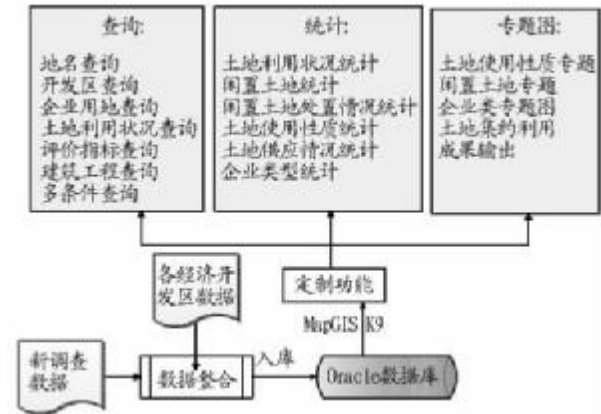 查询:
地名查询
开发区查询
企业用地查询
土地利用状况查询
评价指标查询
建筑工程查询
多条件查询
统计:
土地利用状况统计
闲置土地统计
闲置土地处置情况统计
土地使用性质统计
土地供应情况统计
企业类型统计
专题图:
土地使用性质专题
闲置土地专题
企业类专题图
土地集约利用
成果输出
各经济开
发区数据
定制功能
MapGIS K9
新调查
数据
数据整合
入库
Oracle数据库